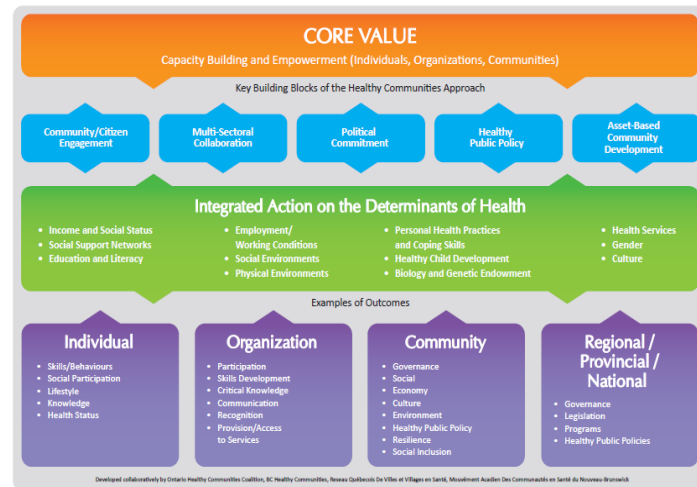 CORE VALUE
Capacity Building and Empowerment (Individuals, Organizations, Communities)
Key Building Blocks of the Healthy Communities Approach
Community/Citizen
Engagement
Multi-Sectoral
Collaboration
Political
Commitment
Healthy
Public Policy
Asset-Based
Community
Development
Integrated Action on the Determinants of Health
• Income and Social Status
• Social Support Networks
• Education and Literacy
• Employment/
Working Conditions
• Social Environments
• Physical Environments
• Personal Health Practices
and Coping Skills
• Healthy Child Development
• Biology and Genetic Endowment
• Health Services
• Gender
• Culture
Examples of Outcomes
Individual
• Skills/Behaviours
• Social Participation
• Lifestyle
• Knowledge
• Health Status
Organization
• Participation
• Skills Development
• Critical Knowledge
• Communication
• Recognition
• Provision/Access
to Services
Community
• Governance
• Social
• Economy
• Culture
• Environment
• Healthy Public Policy
• Resilience
• Social Inclusion
Regional /
Provincial /
National
• Governance
• Legislation
• Programs
• Healthy Public Policies
Developed collaboratively by Ontario Healthy Communities Coalition, BC Healthy Communities, Reseau Québecois De Villes et Villages en Santé, Mouvément Acadien Des Communautés en Santé du Nouveau-Brunswick